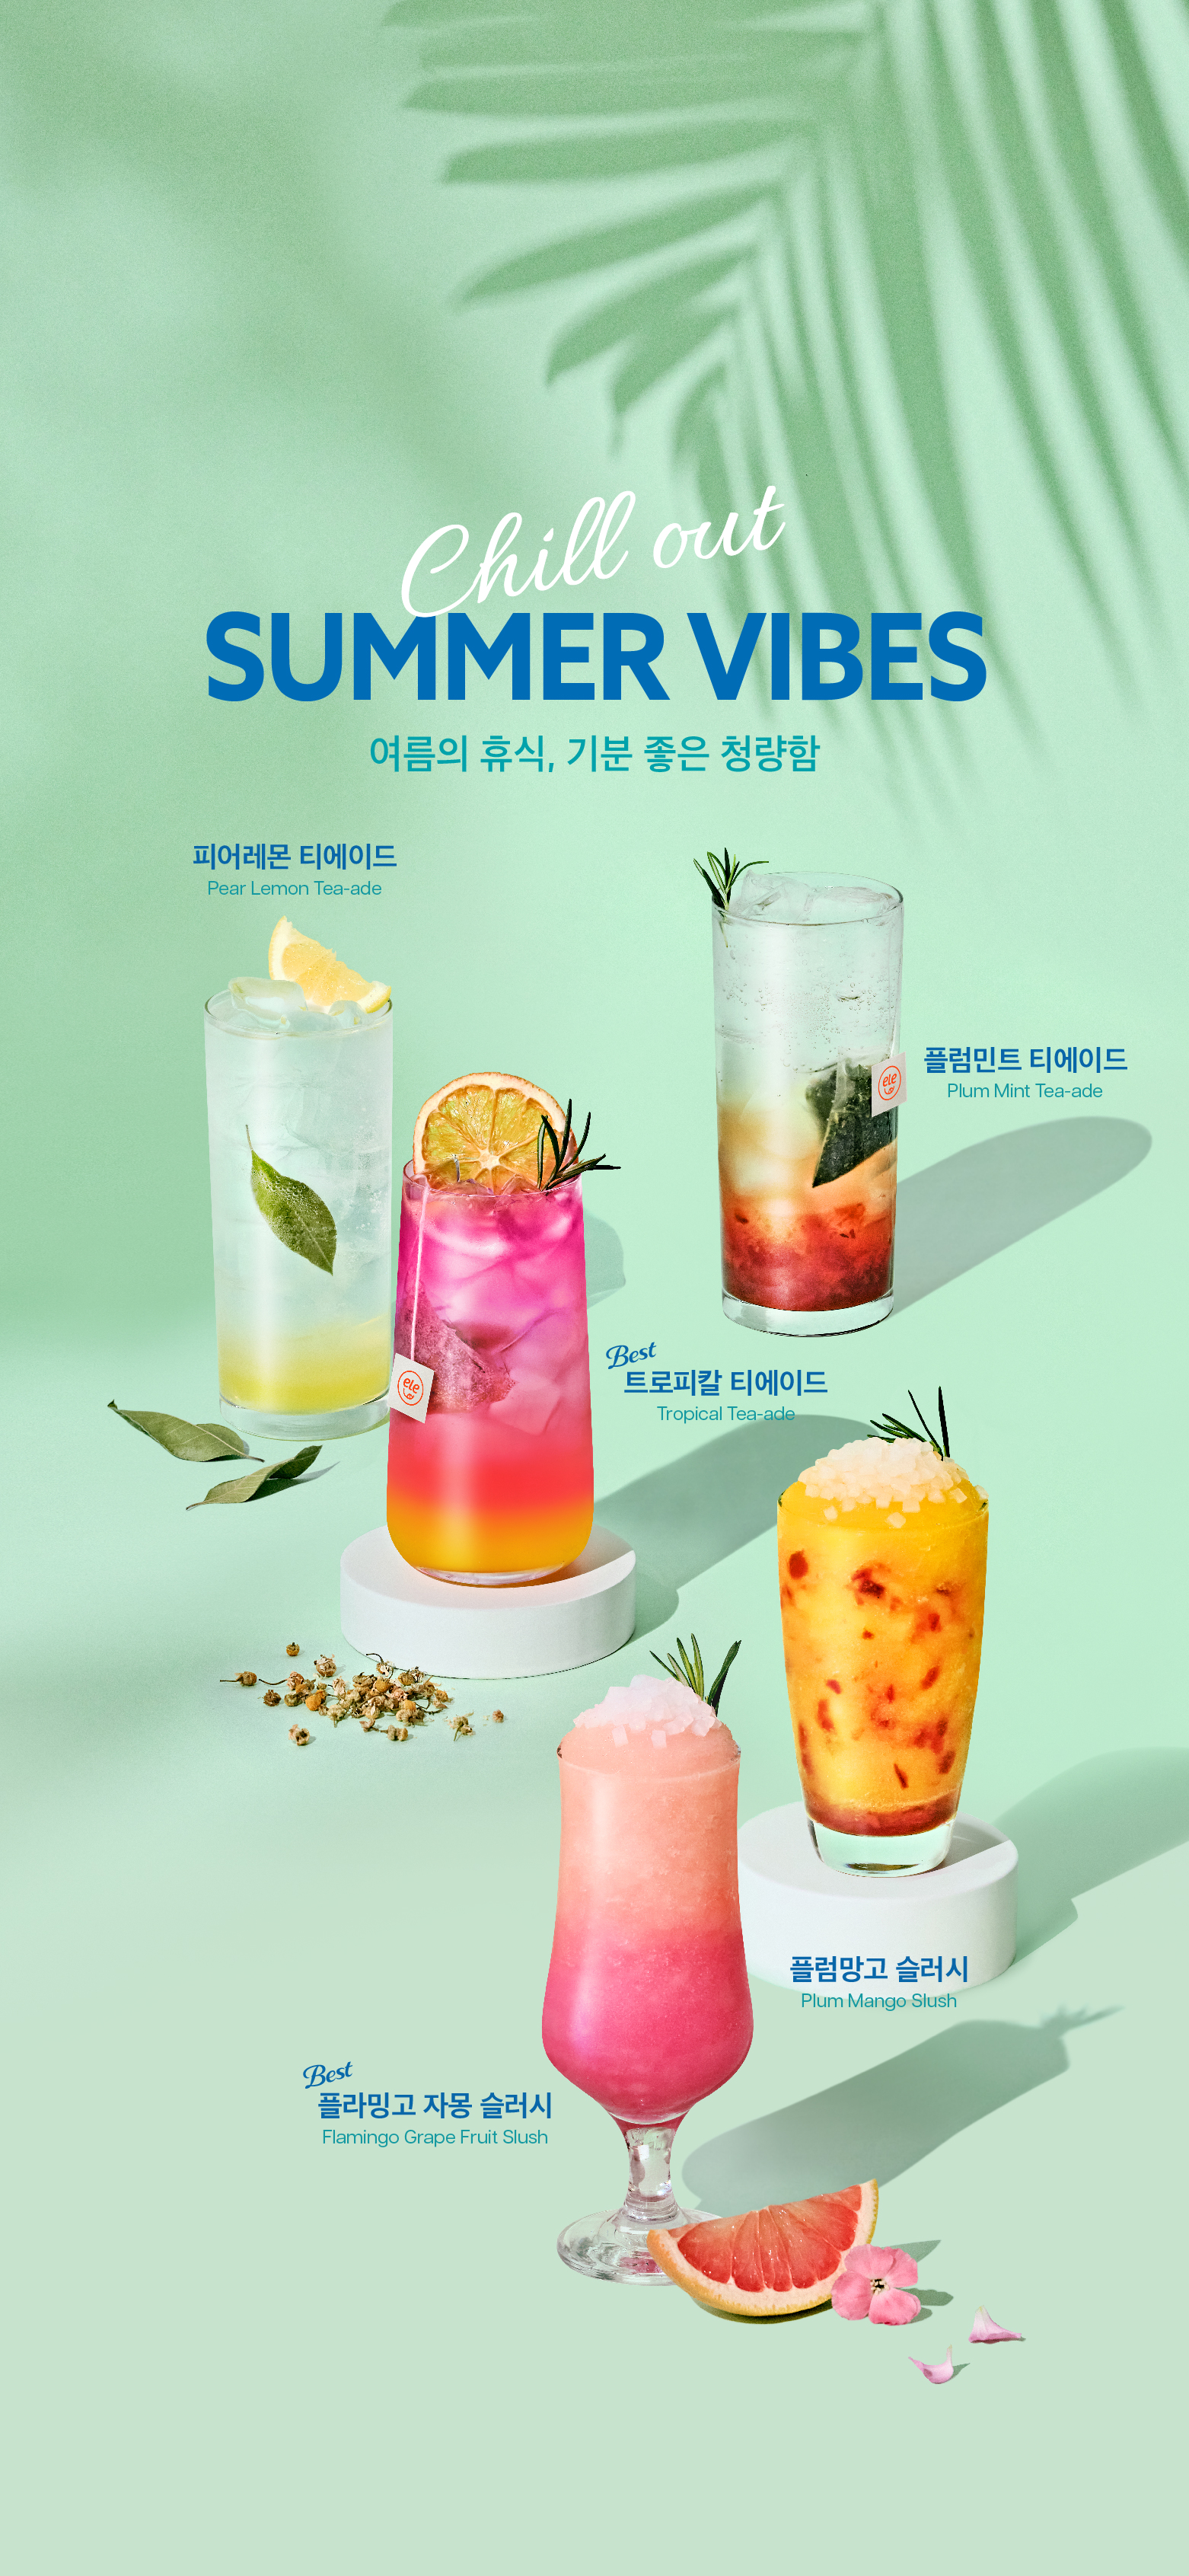 Chill out
SUMMER VIBES
여름의 휴식, 기분 좋은 청량함
피어레몬 티에이드
Pear Lemon Tea-ade
플럼민트 티에이드
Plum Mint Tea-ade
ele
Best
트로피칼 티에이드
Tropical Tea-ade
ele
플럼망고 슬러시
Plum Mango Slush
Best
플라밍고 자몽 슬러시
Flamingo Grape Fruit Slush